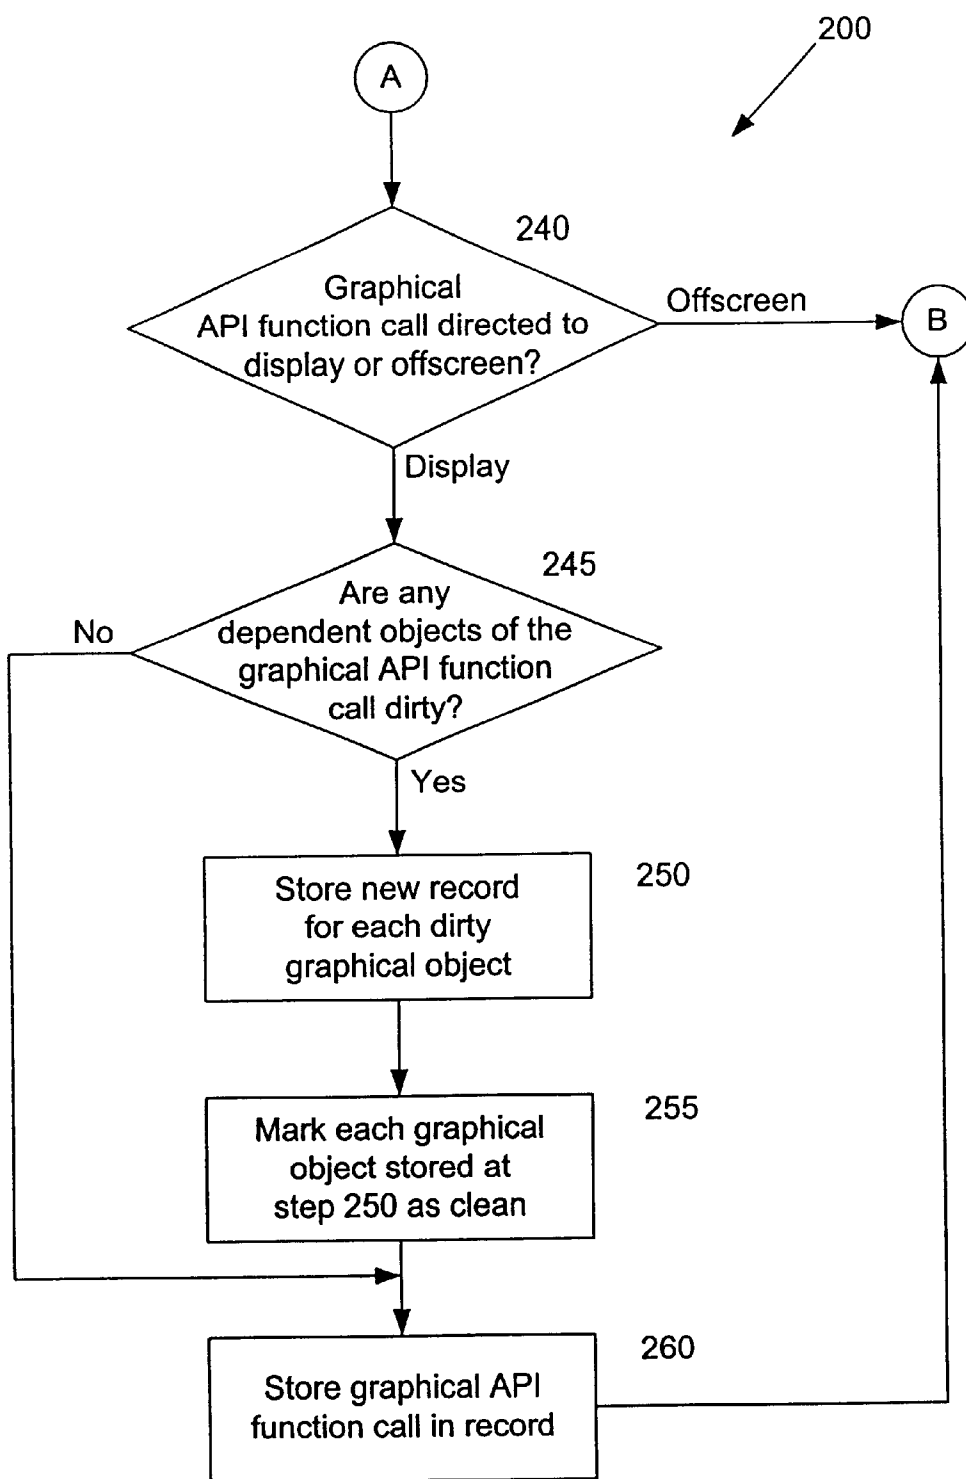 200
A
240
Graphical
API function call directed to
display or offscreen?
Offscreen
B
Display
245
Are any
dependent objects of the
graphical API function
call dirty?
No
Yes
250
Store new record
for each dirty
graphical object
255
Mark each graphical
object stored at
step 250 as clean
260
Store graphical API
function call in record